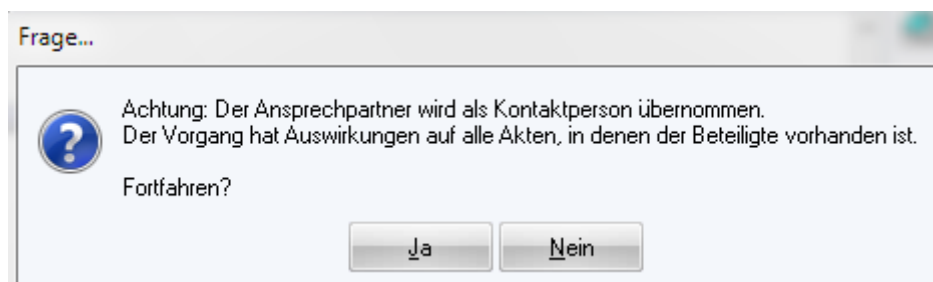 Frage...
Achtung: Der Ansprechpartner wird als Kontaktperson übernommen.
Der Vorgang hat Auswirkungen auf alle Akten, in denen der Beteiligte vorhanden ist.
Fortfahren?
Ja Nein